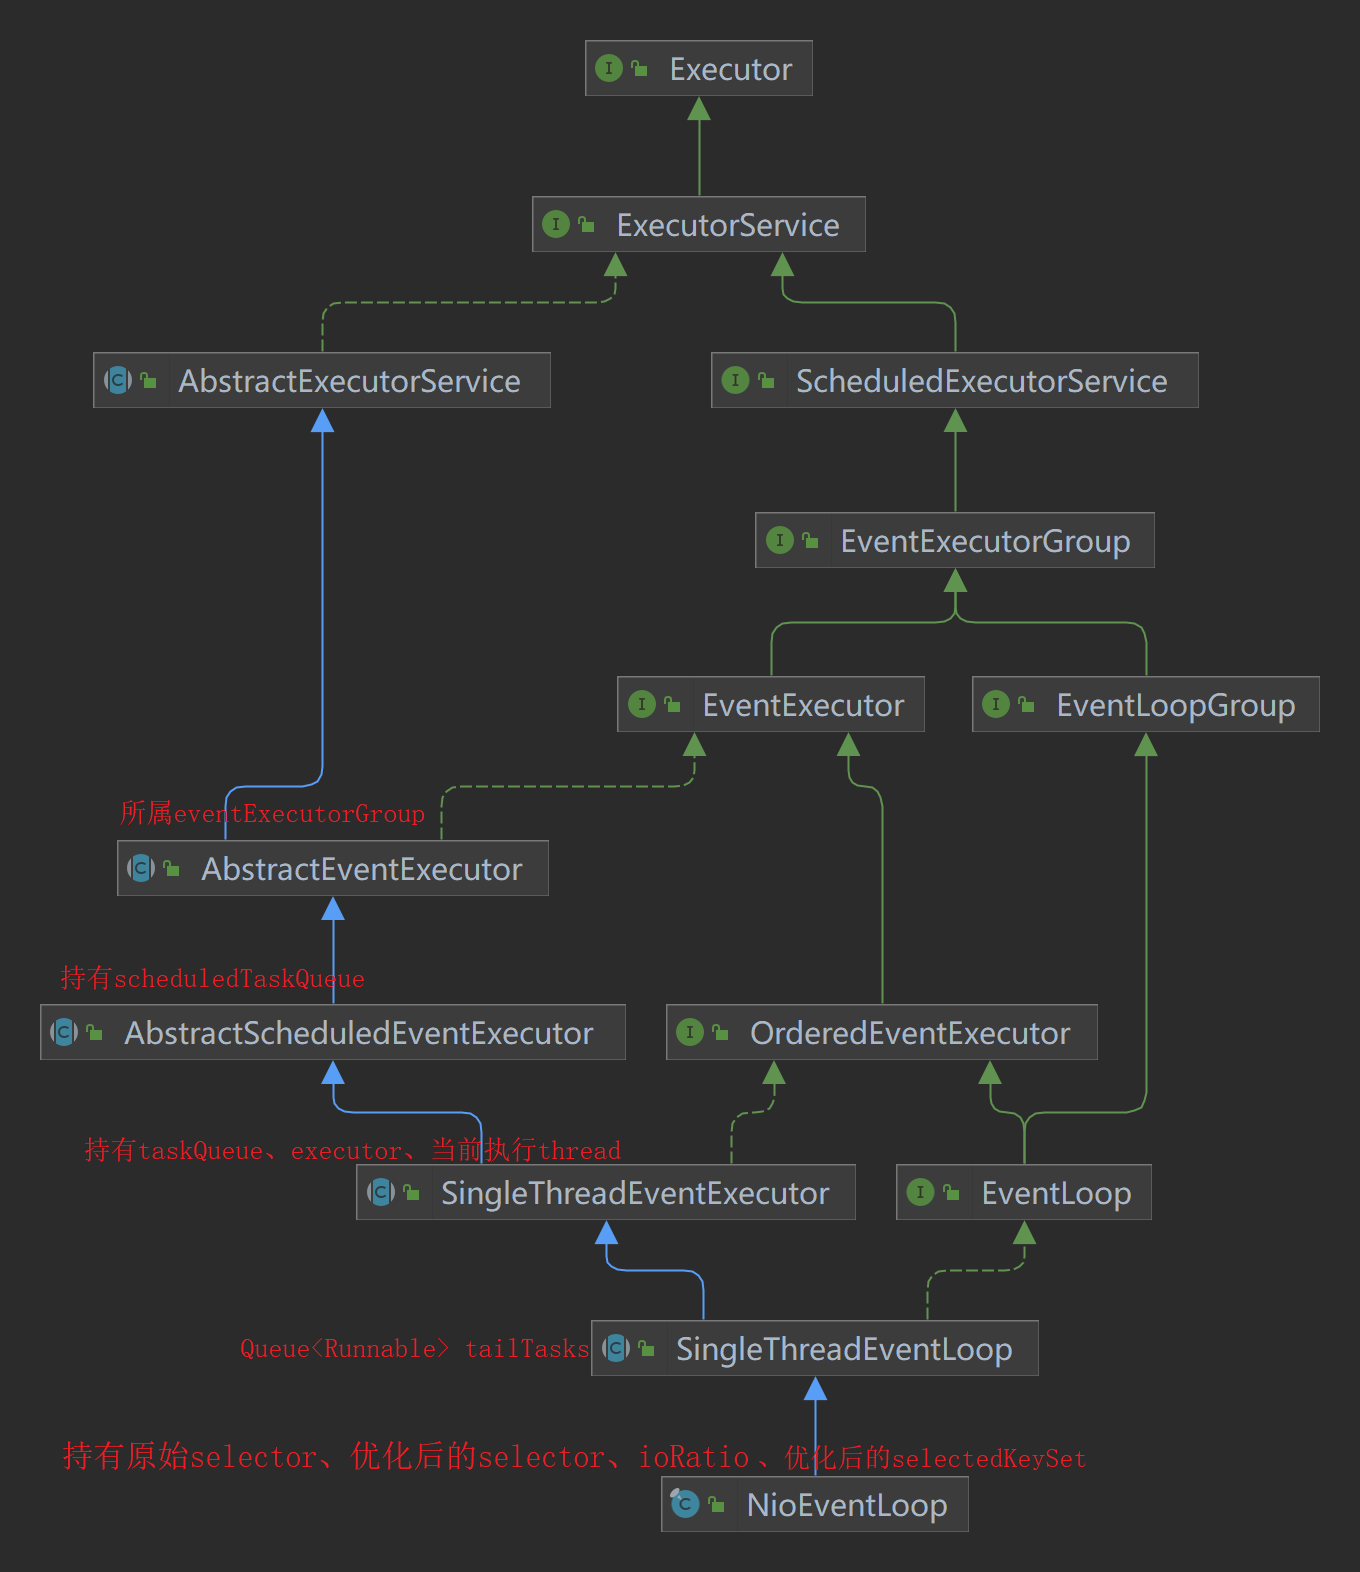 Executor
ExecutorService
AbstractExecutorService
ScheduledExecutorService
EventExecutorGroup
EventExecutor
EventLoopGroup
所属eventExecutorGroup
AbstractEventExecutor
持有scheduledTaskQueue
AbstractScheduledEventExecutor
OrderedEventExecutor
持有taskQueue、executor、当前执行thread
SingleThreadEventExecutor
EventLoop
Queue<Runnable> tailTasks
SingleThreadEventLoop
持有原始selector、优化后的selector、ioRatio、优化后的selectedKeySet
NioEventLoop